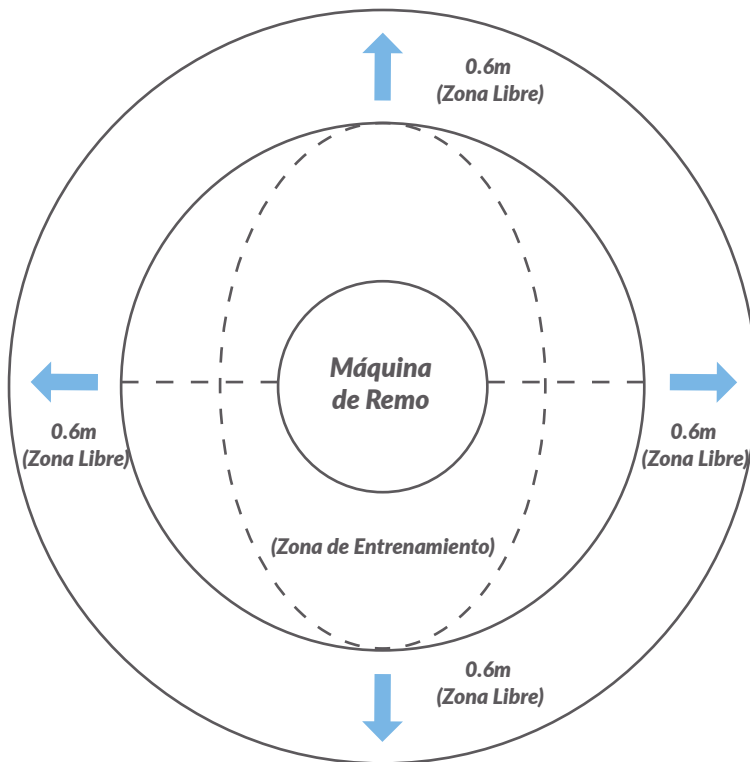 0.6m
(Zona Libre)
Máquina
de Remo
0.6m
(Zona Libre)
0.6m
(Zona Libre)
(Zona de Entrenamiento)
0.6m
(Zona Libre)